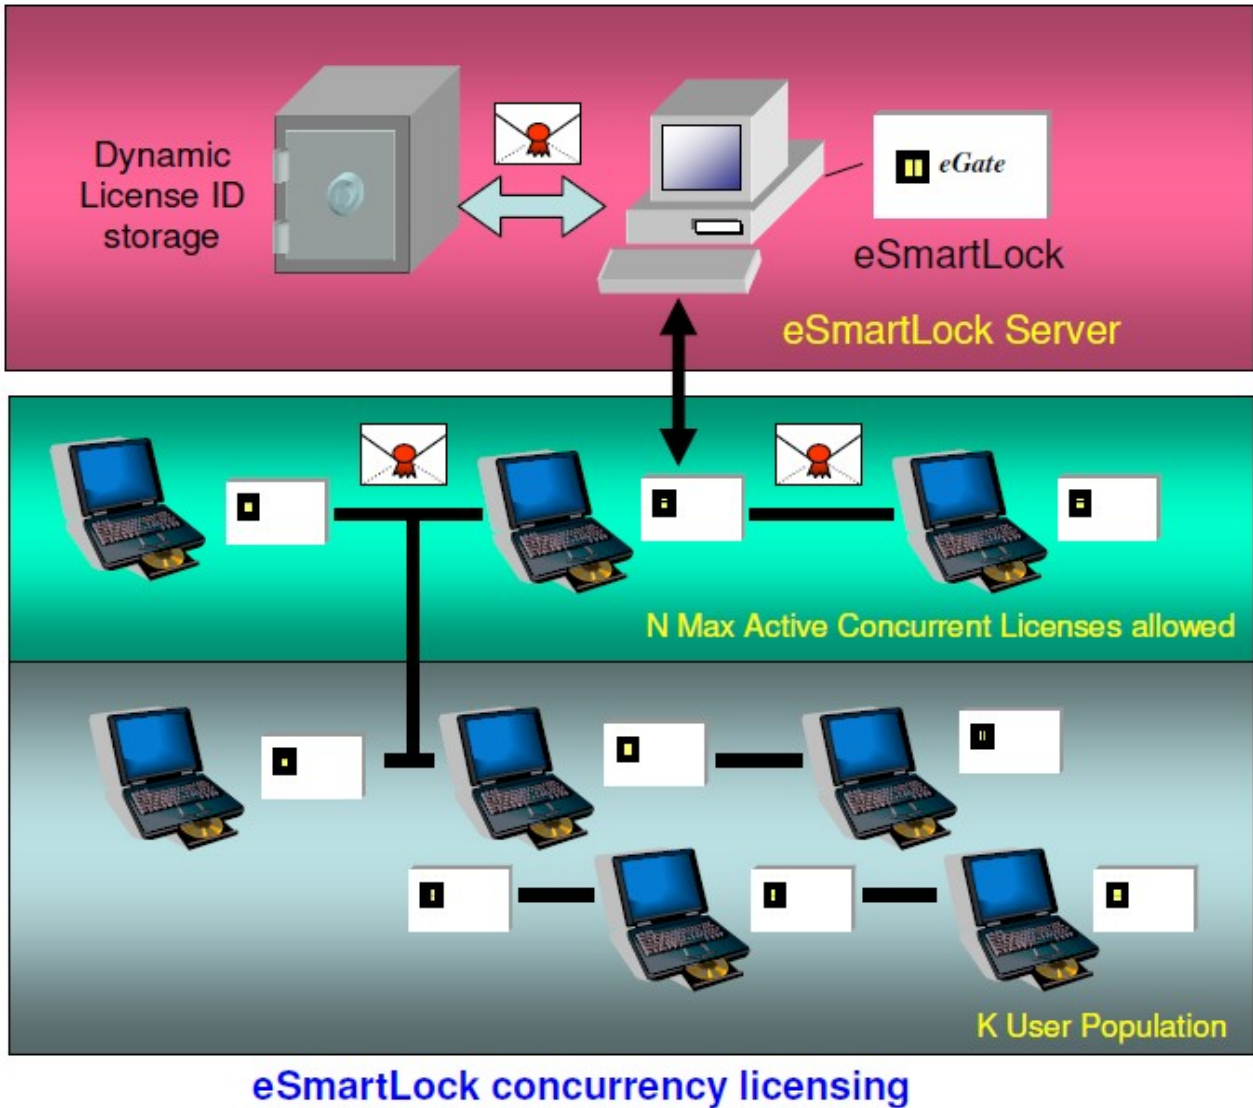 Dynamic
License ID
storage
eGate
eSmartLock
eSmartLock Server
N Max Active Concurrent Licenses allowed
K User Population
eSmartLock concurrency licensing